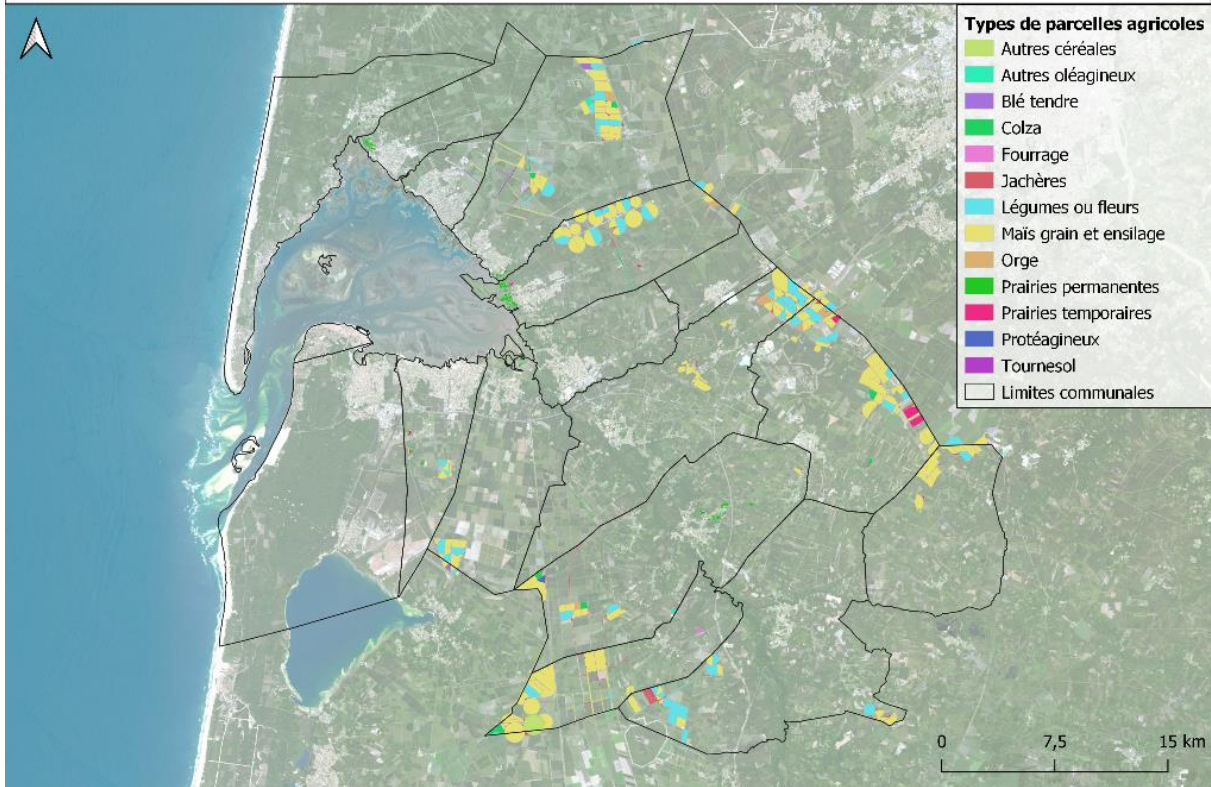 Types de parcelles agricoles
Autres céréales
Autres oléagineux
Blé tendre
Colza
Fourrage
Jachères
Légumes ou fleurs
Maïs grain et ensilage
Orge
Prairies permanentes
Prairies temporaires
Protéagineux
Tournesol
Limites communales
0 7,5 15 km